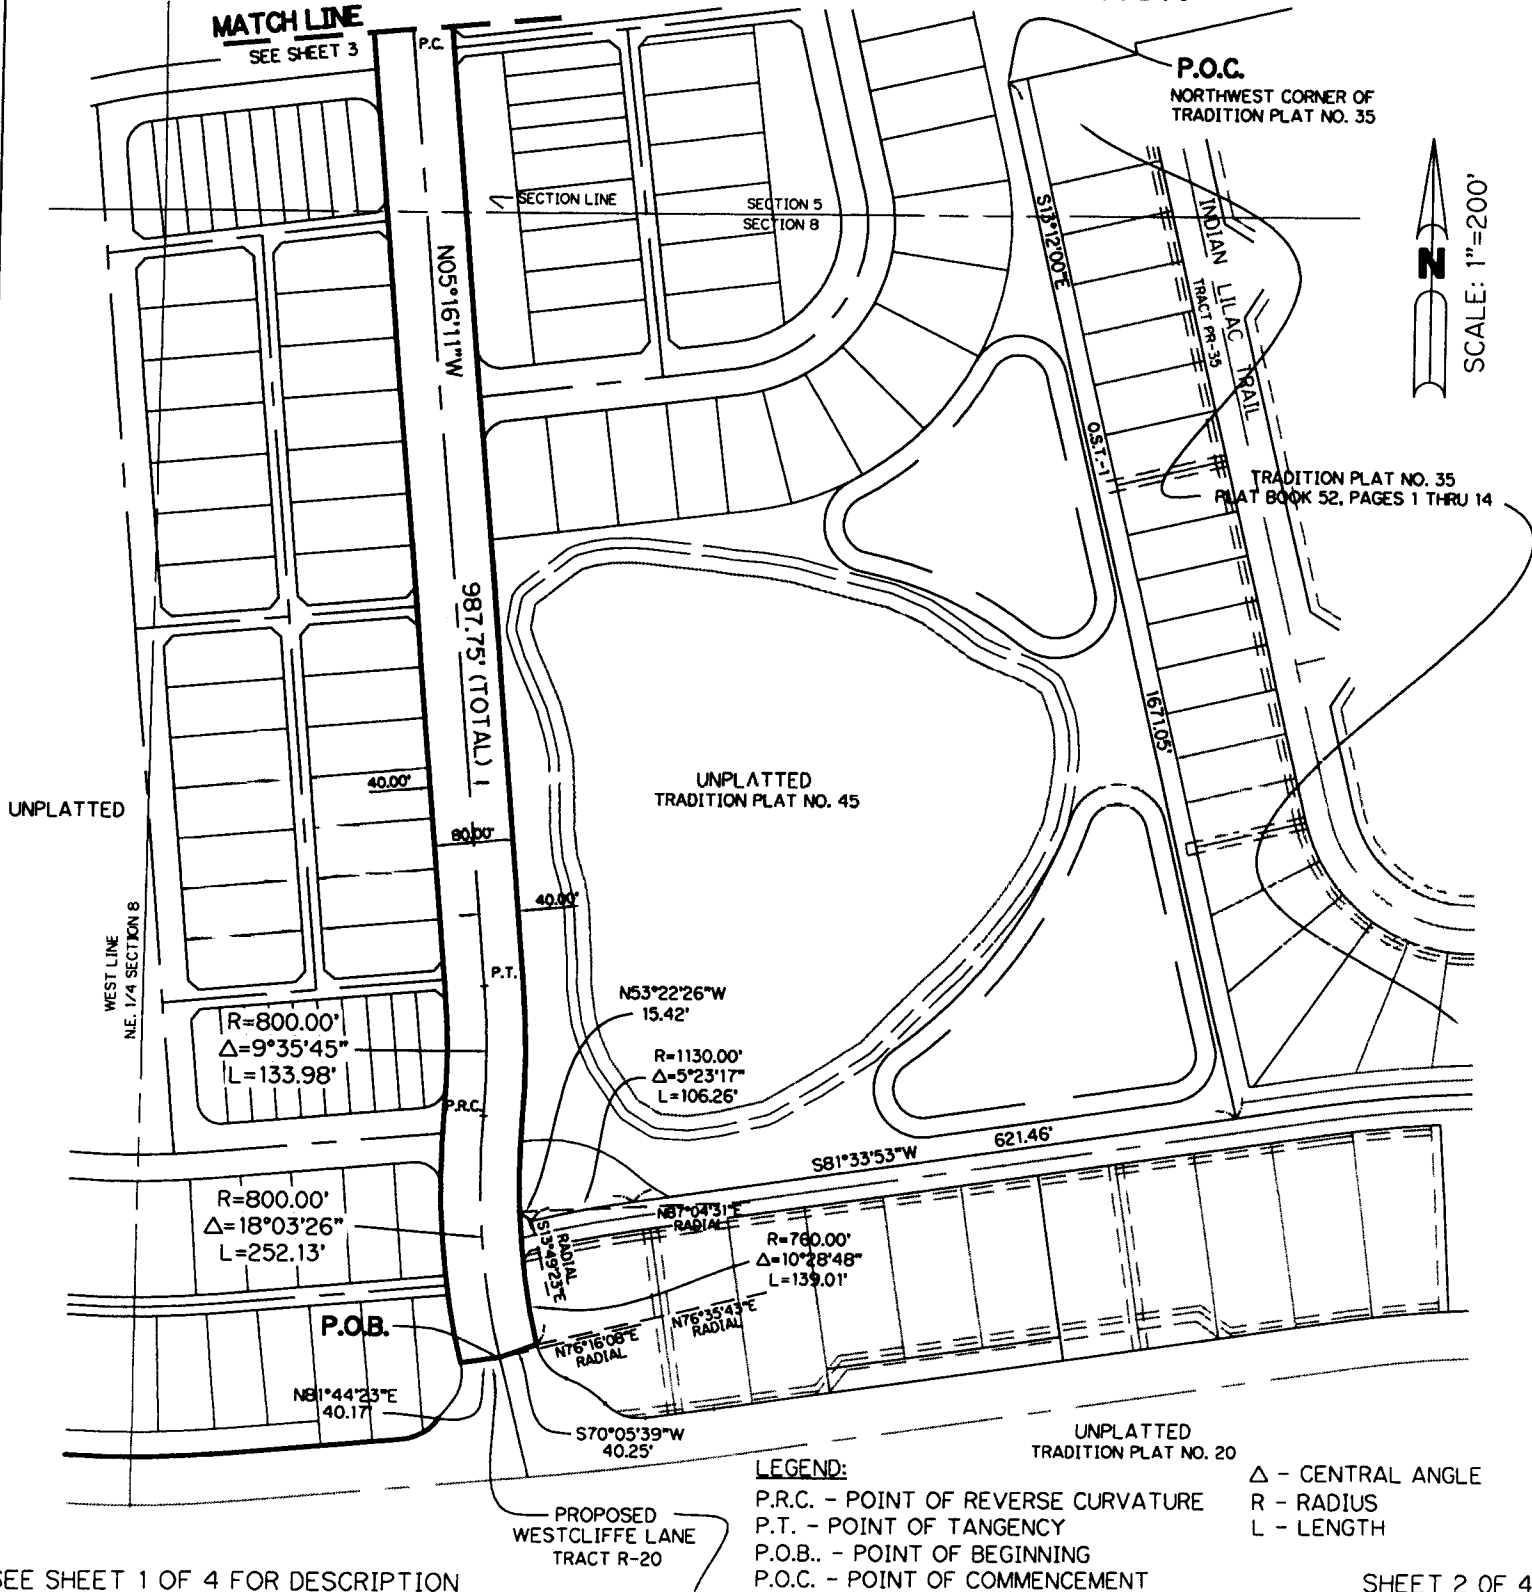 MATCH LINE
SEE SHEET 3
P.C.
P.O.C.
NORTHWEST CORNER OF
TRADITION PLAT NO. 35
SECTION LINE
SECTION 5
SECTION 8
N05°16'11"W
S13°12'00"E
INDIAN LILAC TRAIL
TRACT PR-35
N
SCALE: 1"=200'
O.S.T.-1
TRADITION PLAT NO. 35
PLAT BOOK 52, PAGES 1 THRU 14
987.75' (TOTAL)
1671.05'
UNPLATTED
TRADITION PLAT NO. 45
UNPLATTED
40.00'
80.00'
40.00'
WEST LINE
N.E. 1/4 SECTION 8
P.T.
N53°22'26"W
15.42'
R=800.00'
Δ=9°35'45"
L=133.98'
R=1130.00'
Δ=5°23'17"
L=106.26'
P.R.C.
621.46'
S81°33'53"W
R=800.00'
Δ=18°03'26"
L=252.13'
N87°04'31"E
RADIAL
RADIAL
S13°49'23"E
R=760.00'
Δ=10°28'48"
L=139.01'
P.O.B.
N76°35'43"E
RADIAL
N76°16'08"E
RADIAL
N81°44'23"E
40.17'
S70°05'39"W
40.25'
UNPLATTED
TRADITION PLAT NO. 20
PROPOSED
WESTCLIFFE LANE
TRACT R-20
LEGEND:
P.R.C. - POINT OF REVERSE CURVATURE
P.T. - POINT OF TANGENCY
P.O.B.. - POINT OF BEGINNING
P.O.C. - POINT OF COMMENCEMENT
Δ - CENTRAL ANGLE
R - RADIUS
L - LENGTH
SEE SHEET 1 OF 4 FOR DESCRIPTION
SHEET 2 OF 4